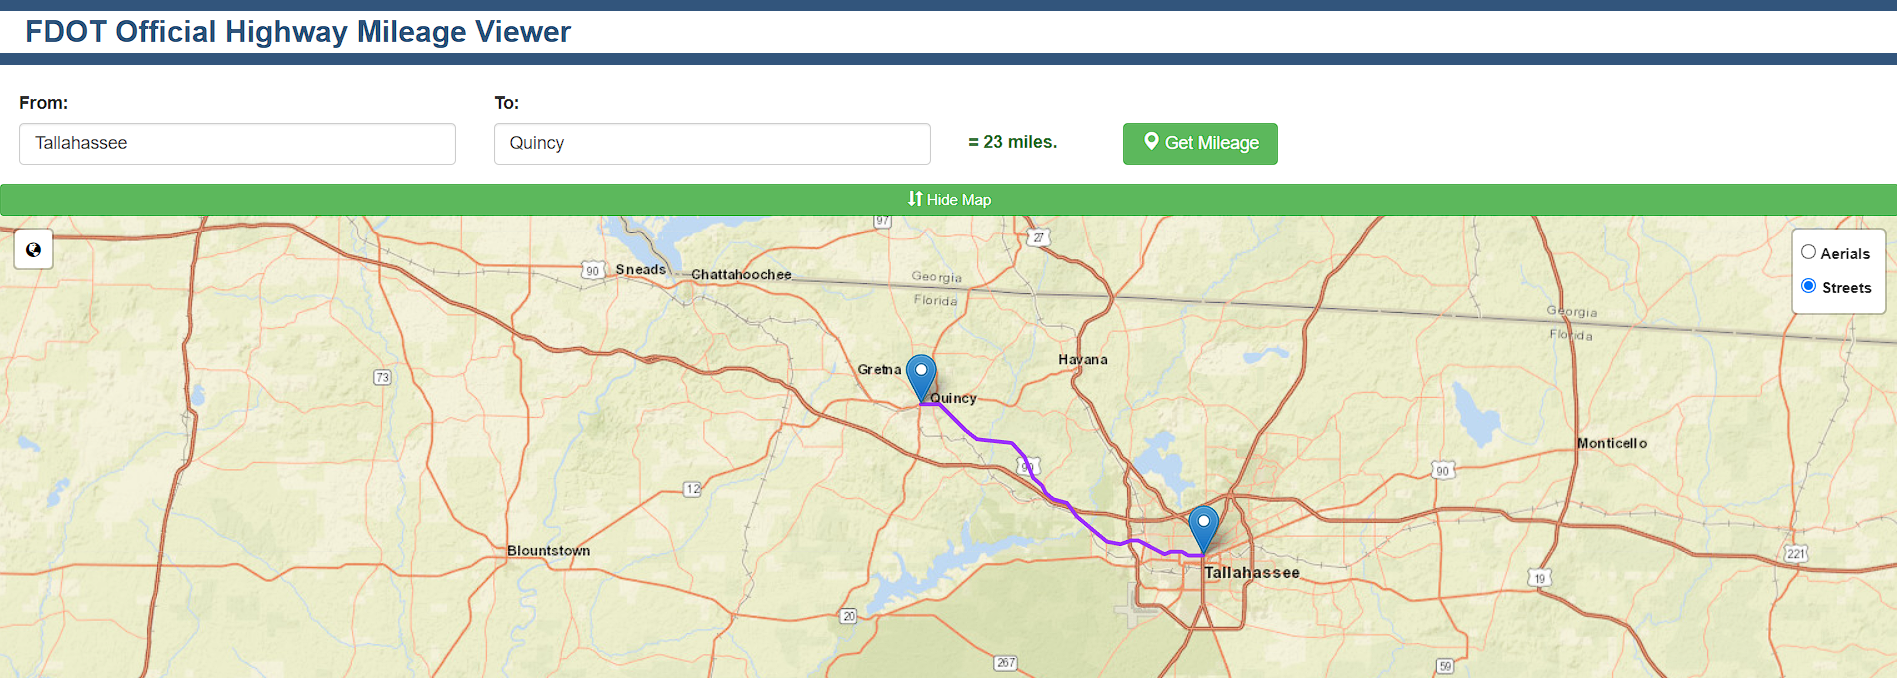 FDOT Official Highway Mileage Viewer
From:
To:
Tallahassee
Quincy
= 23 miles.
Get Mileage
Hide Map
97
27
90
Sneads
Chattahoochee
Georgia
Florida
Aerials
Streets
Georgia
Florida
Havana
Gretna
73
Quincy
Monticello
90
90
12
Blountstown
221
Tallahassee
19
20
267
59